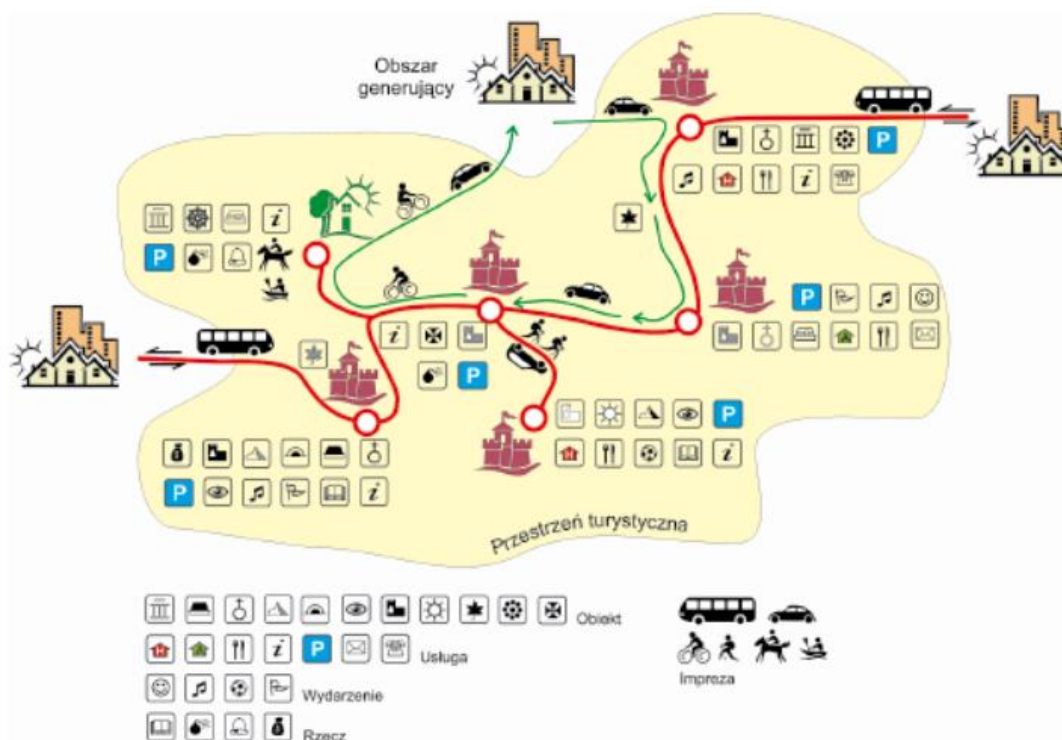 Obszar
generujący
Przestrzeń turystyczna
Obiekt
Usługa
Wydarzenie
Rzecz
Impreza